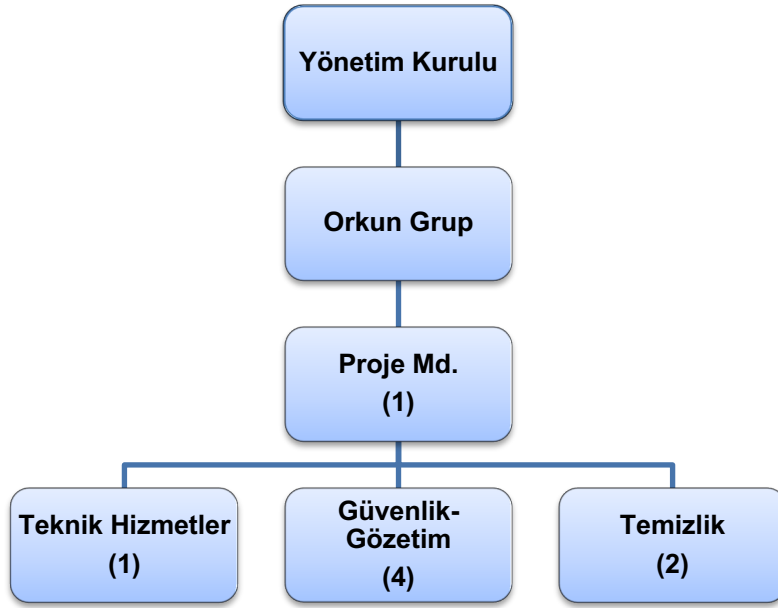 Yönetim Kurulu
Orkun Grup
Proje Md.
(1)
Teknik Hizmetler
(1)
Güvenlik-
Gözetim
(4)
Temizlik
(2)